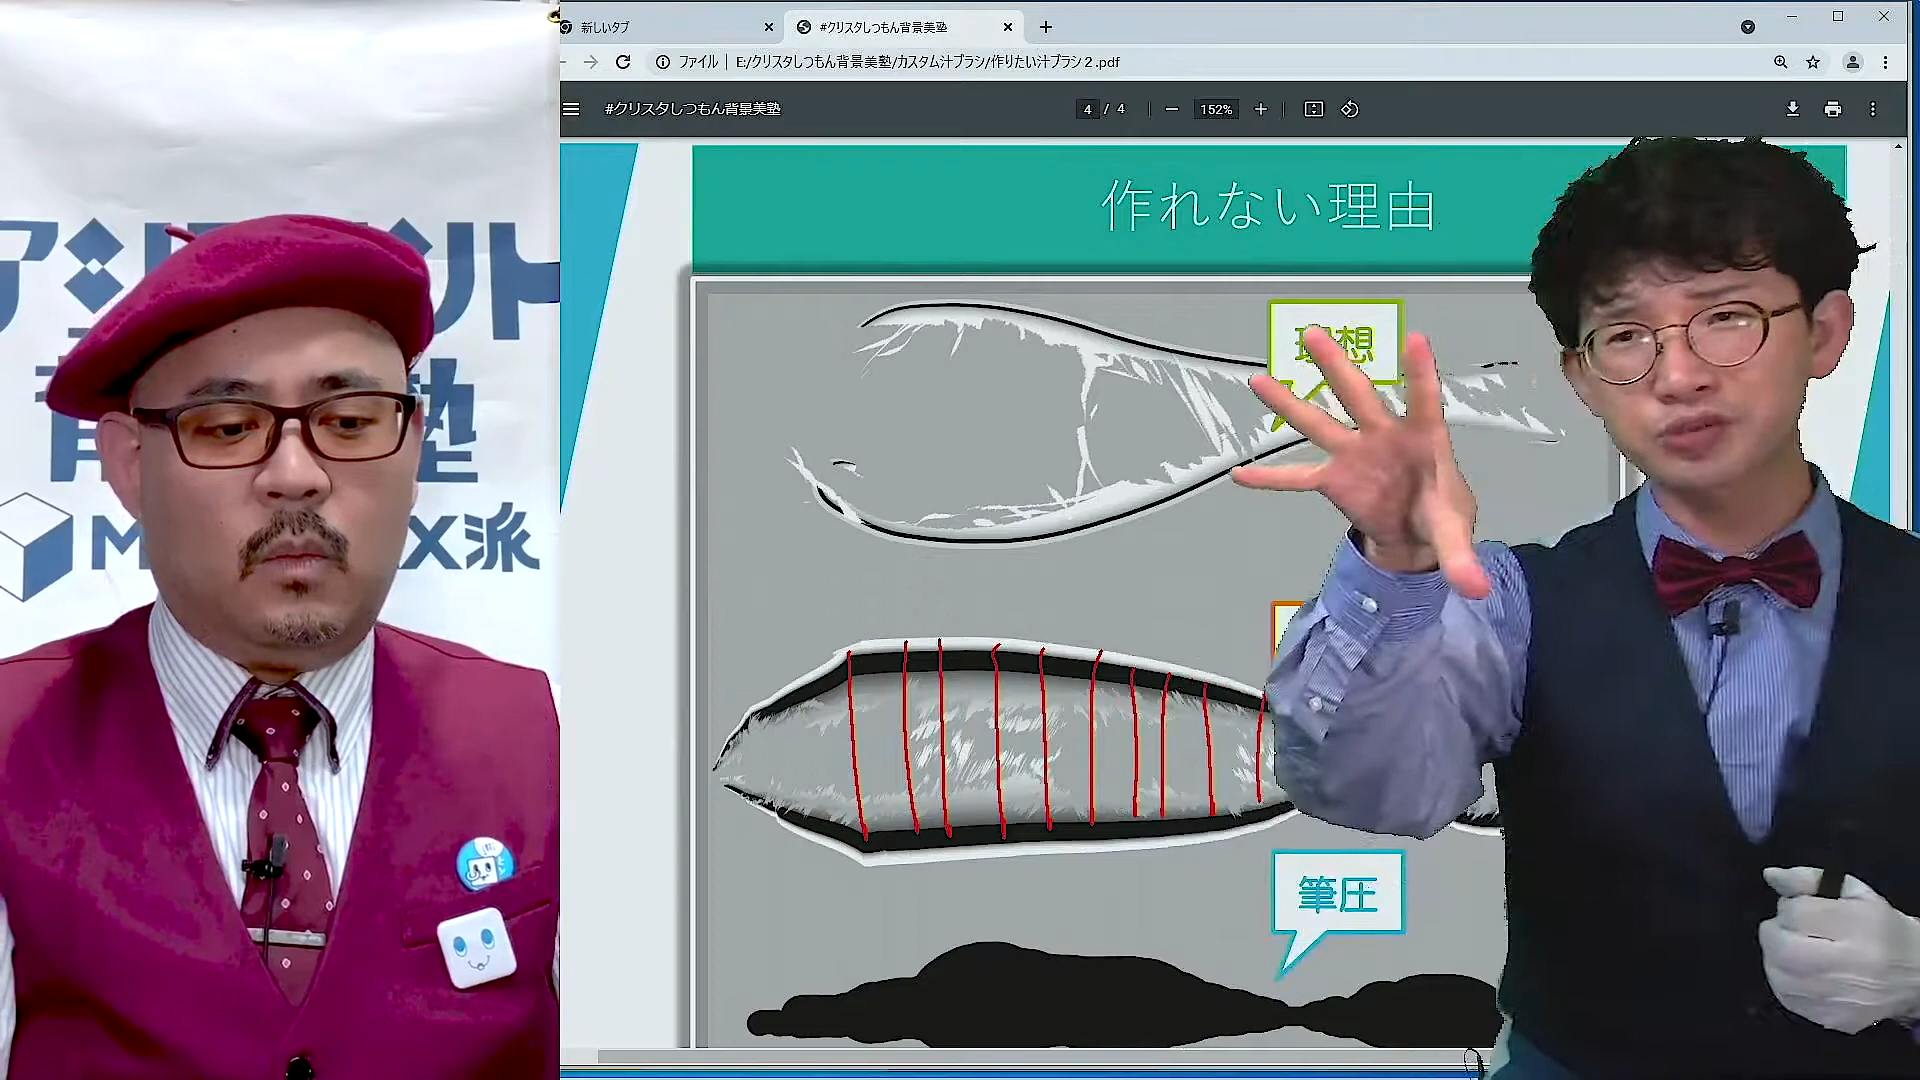 新しいタブ
#クリスタしつもん背景美塾
ファイル
E:/クリスタしつもん背景美塾/カスタム汁ブラシ/作りたい汁ブラシ２.pdf
#クリスタしつもん背景美塾
4 / 4
152%
作れない理由
理想
筆圧
塾
X派